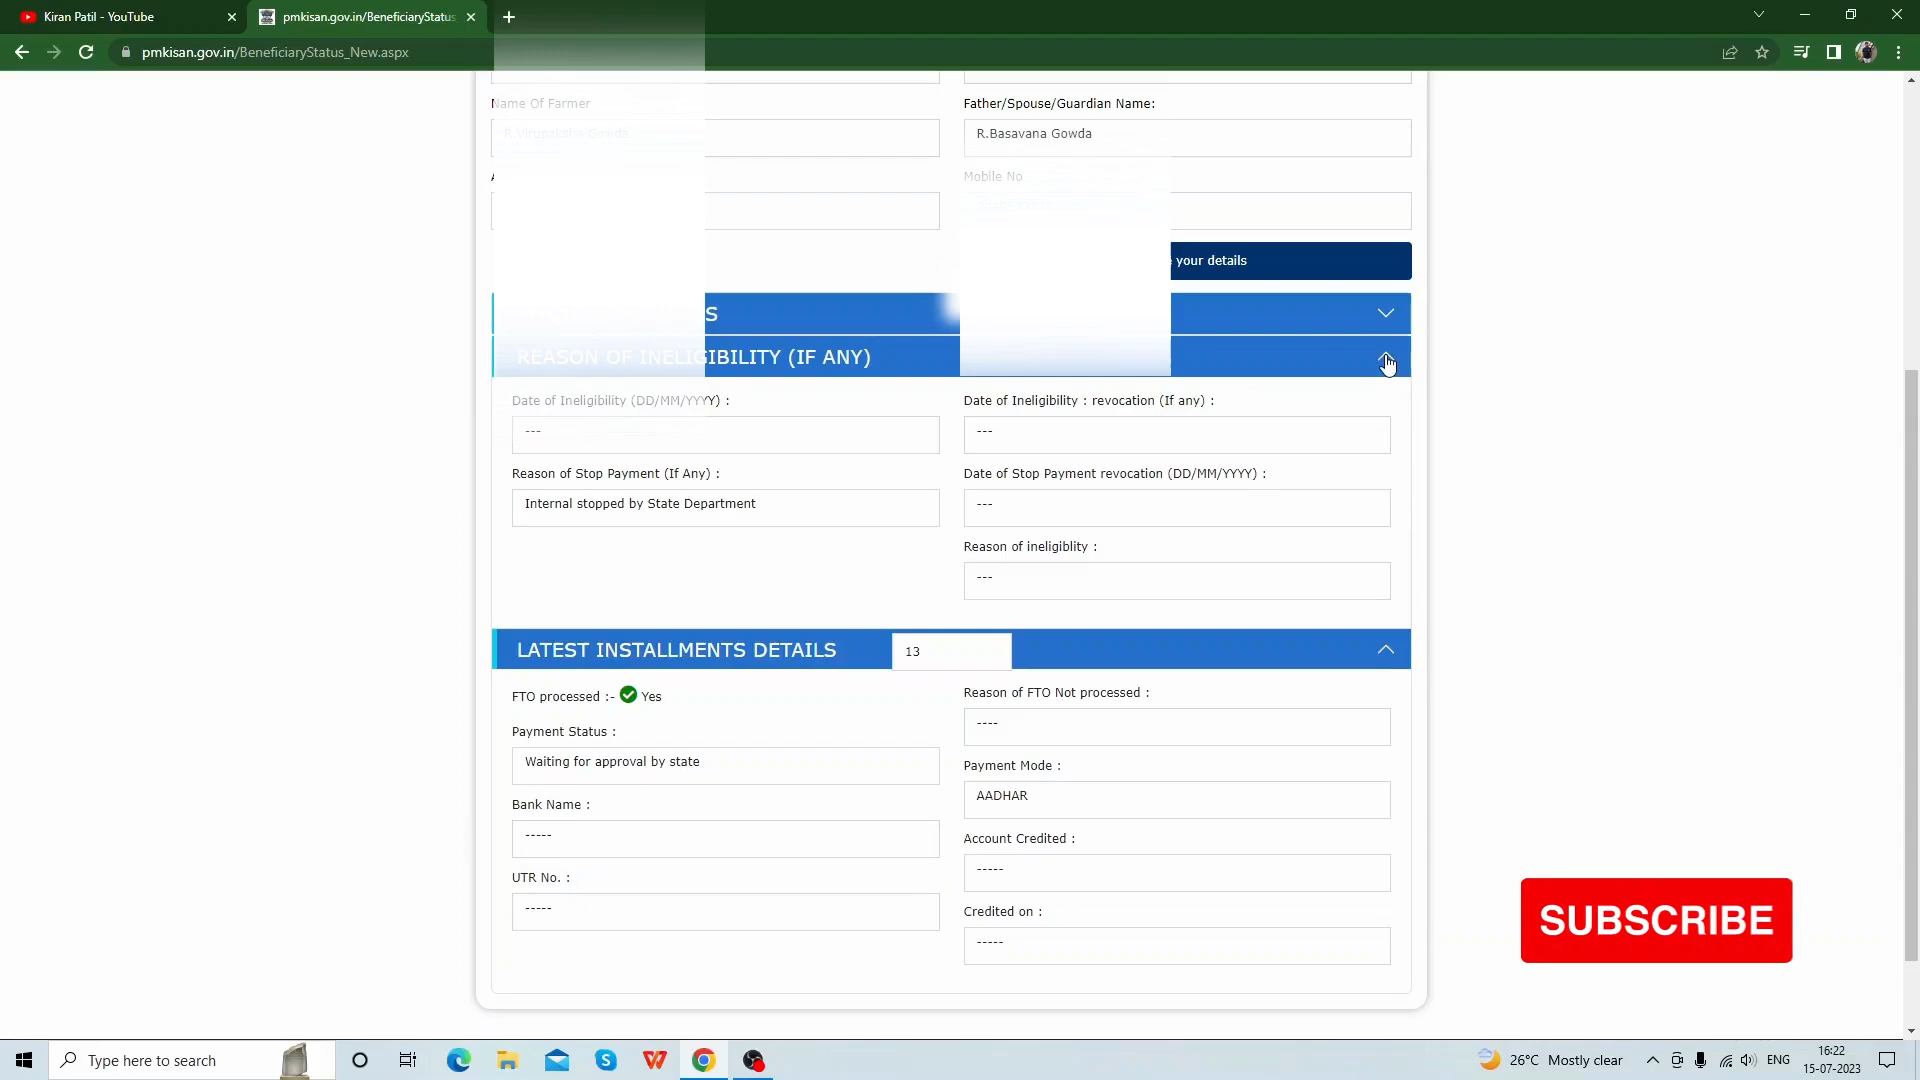 Kiran Patil - YouTube
pmkisan.gov.in/BeneficiaryStatus
pmkisan.gov.in/BeneficiaryStatus_New.aspx
Name Of Farmer
Father/Spouse/Guardian Name:
R.Virupaksha Gowda
R.Basavana Gowda
Mobile No
your details
S
REASON OF INELIGIBILITY (IF ANY)
Date of Ineligibility (DD/MM/YYYY) :
Date of Ineligibility : revocation (If any) :
---
---
Reason of Stop Payment (If Any) :
Date of Stop Payment revocation (DD/MM/YYYY) :
Internal stopped by State Department
---
Reason of ineligiblity :
---
LATEST INSTALLMENTS DETAILS
13
FTO processed :- Yes
Reason of FTO Not processed :
----
Payment Status :
Waiting for approval by state
Payment Mode :
AADHAR
Bank Name :
-----
Account Credited :
-----
UTR No. :
-----
Credited on :
-----
SUBSCRIBE
Type here to search
26°C Mostly clear
ENG
16:22
15-07-2023